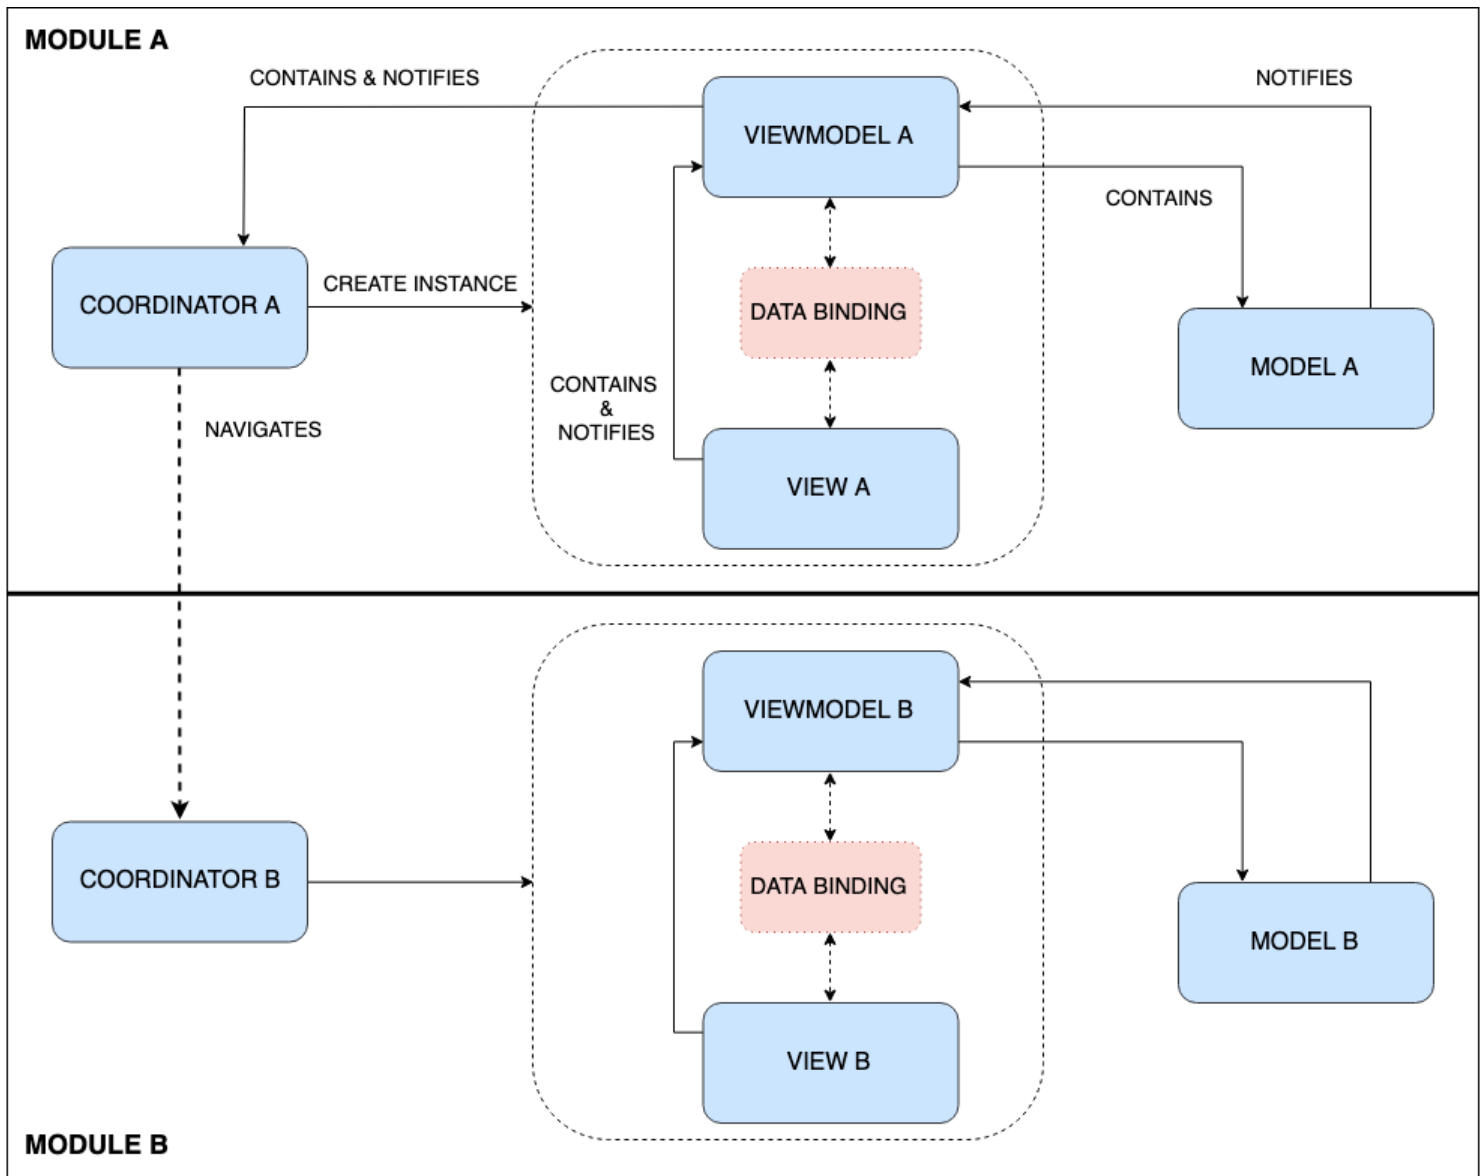 MODULE A
CONTAINS & NOTIFIES
NOTIFIES
VIEWMODEL A
CONTAINS
COORDINATOR A
CREATE INSTANCE
DATA BINDING
MODEL A
CONTAINS
&
NOTIFIES
NAVIGATES
VIEW A
VIEWMODEL B
COORDINATOR B
DATA BINDING
MODEL B
VIEW B
MODULE B